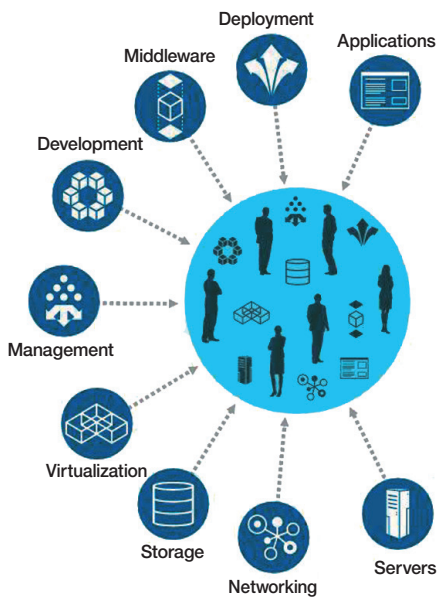 Deployment
Applications
Middleware
Development
Management
Virtualization
Storage
Networking
Servers